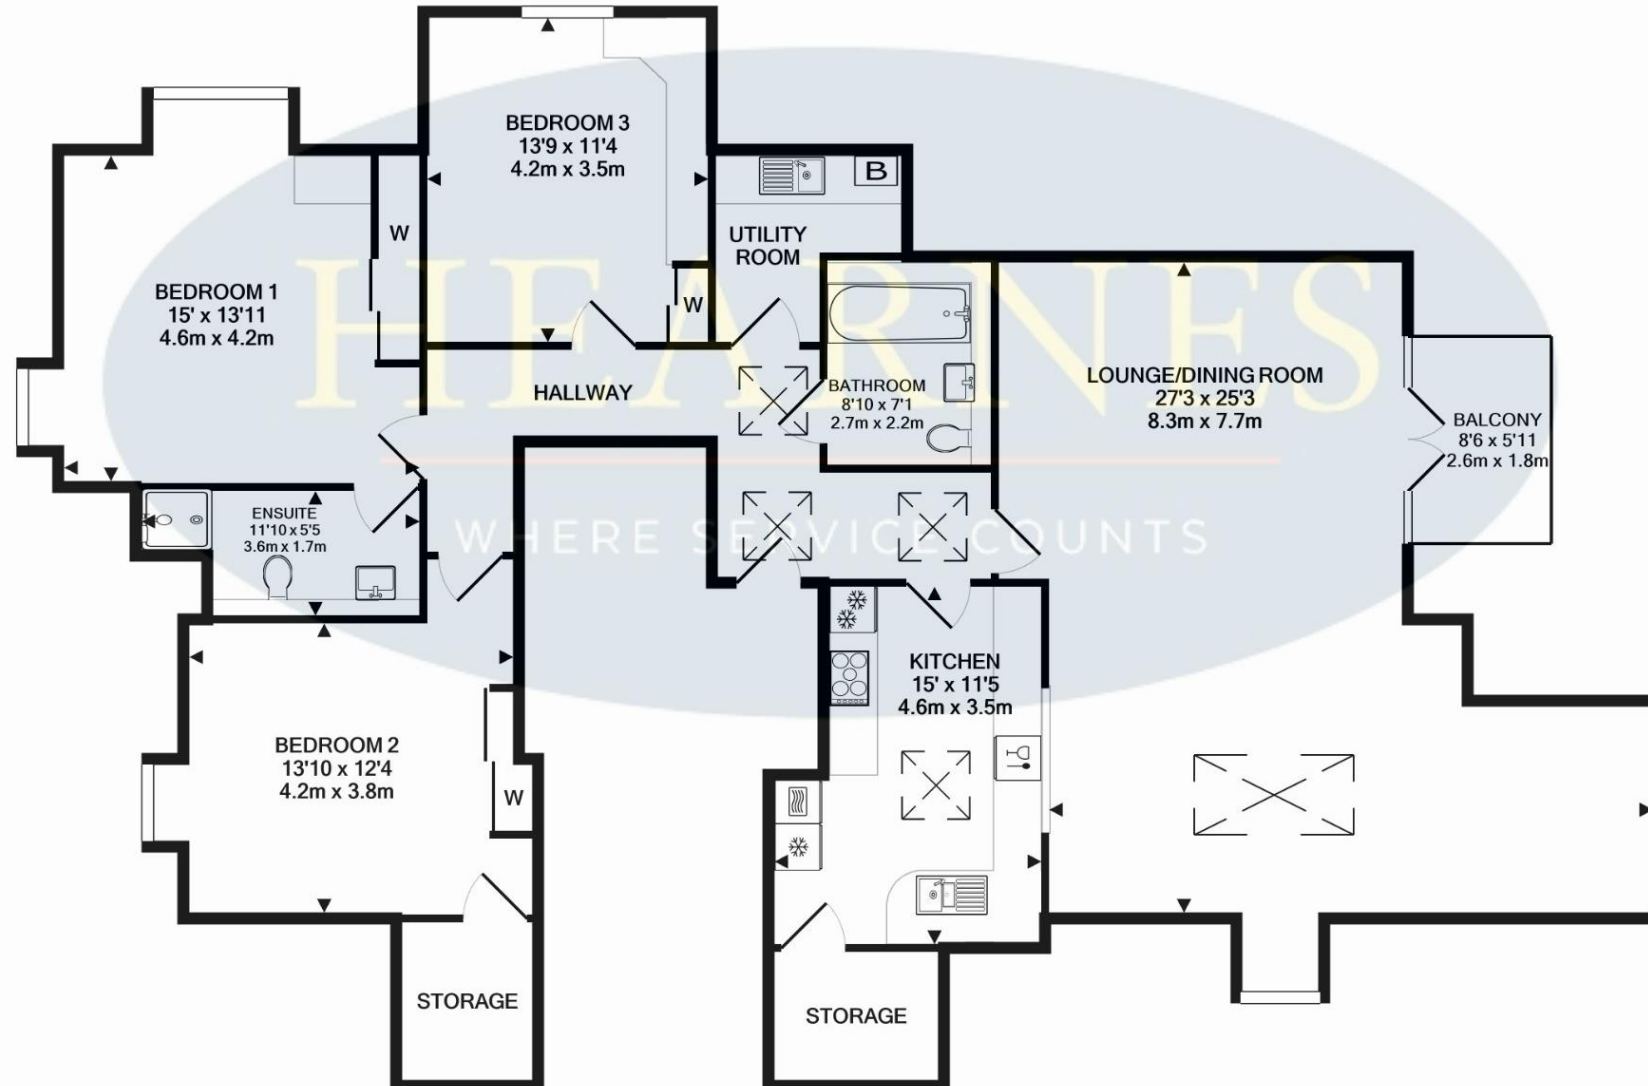 BEDROOM 3
13'9 x 11'4
4.2m x 3.5m
B
UTILITY
ROOM
W
BEDROOM 1
15' x 13'11
4.6m x 4.2m
W
HEARNES
HALLWAY
BATHROOM
8'10 x 7'1
2.7m x 2.2m
LOUNGE/DINING ROOM
27'3 x 25'3
8.3m x 7.7m
BALCONY
8'6 x 5'11
2.6m x 1.8m
ENSUITE
11'10 x 5'5
3.6m x 1.7m
WHERE SERVICE COUNTS
KITCHEN
15' x 11'5
4.6m x 3.5m
BEDROOM 2
13'10 x 12'4
4.2m x 3.8m
W
STORAGE
STORAGE